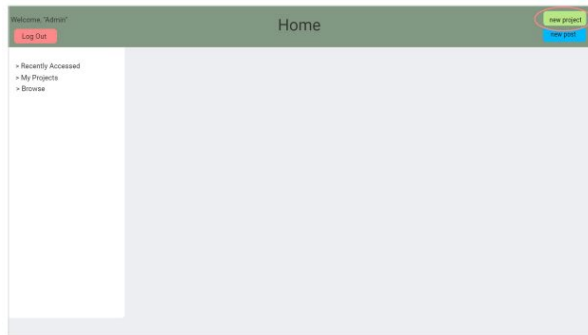 Welcome, "Admin"
Log Out
Home
new project
new post
> Recently Accessed
> My Projects
> Browse